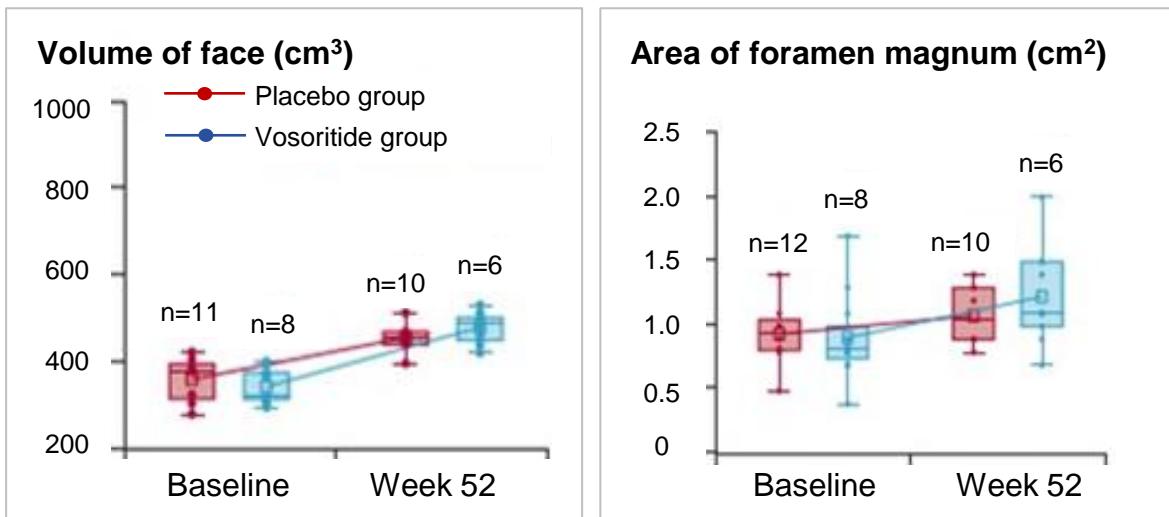 Volume of face (cm³)
Placebo group
Vosoritide group
1000
800
600
400
200
n=11
n=8
n=10
n=6
Baseline
Week 52
Area of foramen magnum (cm²)
2.5
2.0
1.5
1.0
0.5
0
n=12
n=8
n=10
n=6
Baseline
Week 52